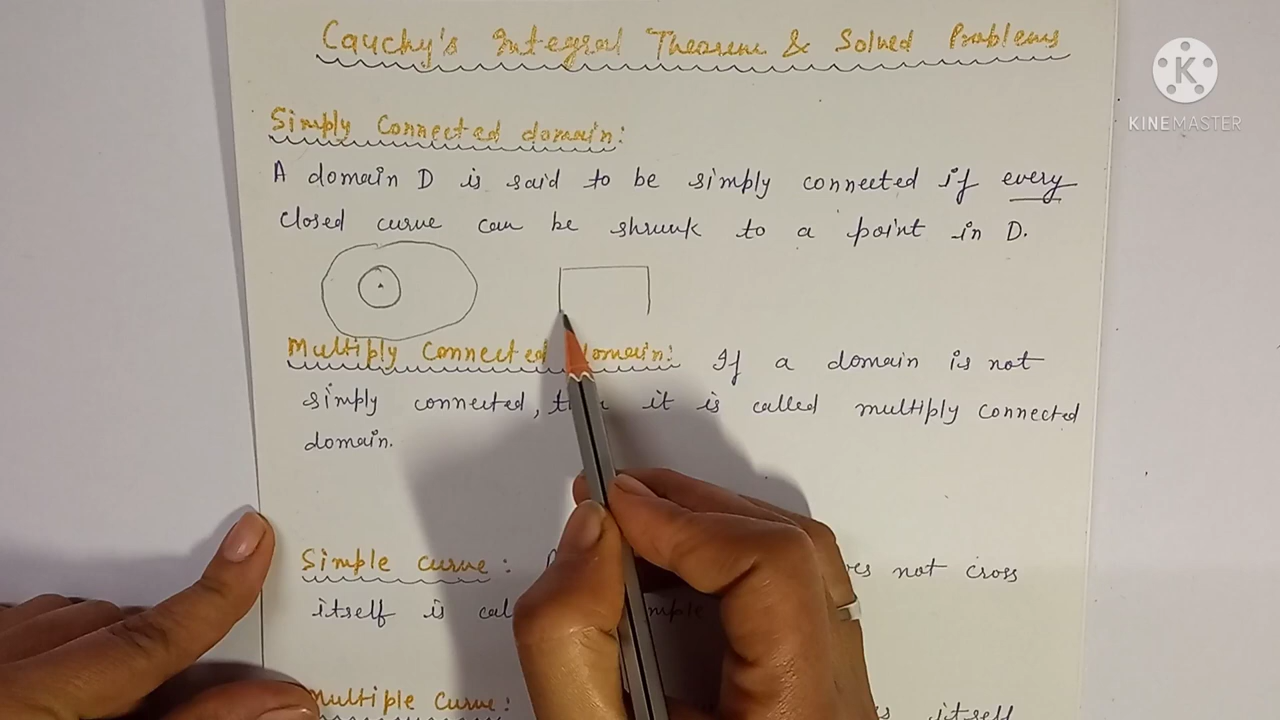 Cauchy's Integral Theorem & Solved Problems
K
KINEMASTER
Simply Connected domain:
A domain D is said to be simply connected if every
closed curve can be shrunk to a point in D.
Multiply Connected domain: If a domain is not
simply connected, it is called multiply connected
domain.
Simple curve: not cross
itself is
Multiple Curve: itself